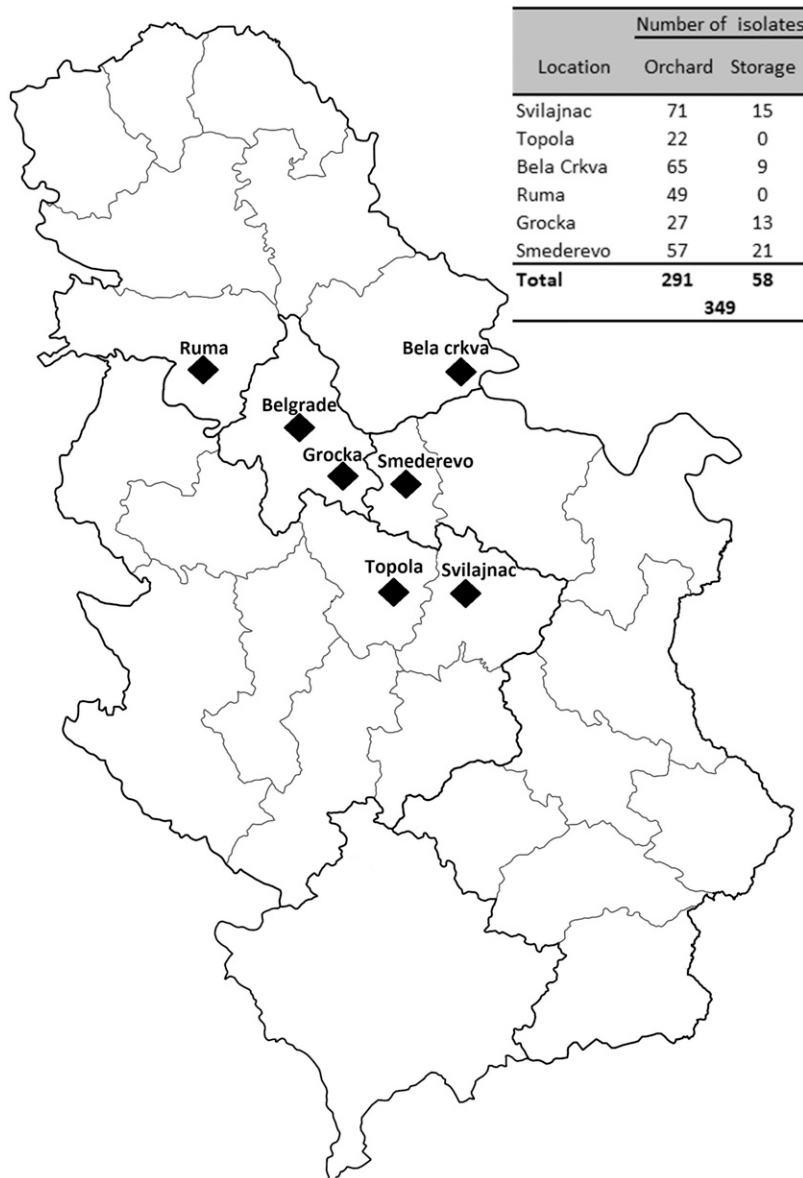 Number of isolates
Location Orchard Storage
Svilajnac 71 15
Topola 22 0
Bela Crkva 65 9
Ruma 49 0
Grocka 27 13
Smederevo 57 21
Total 291 58
349
Ruma
Bela crkva
Belgrade
Grocka
Smederevo
Topola
Svilajnac